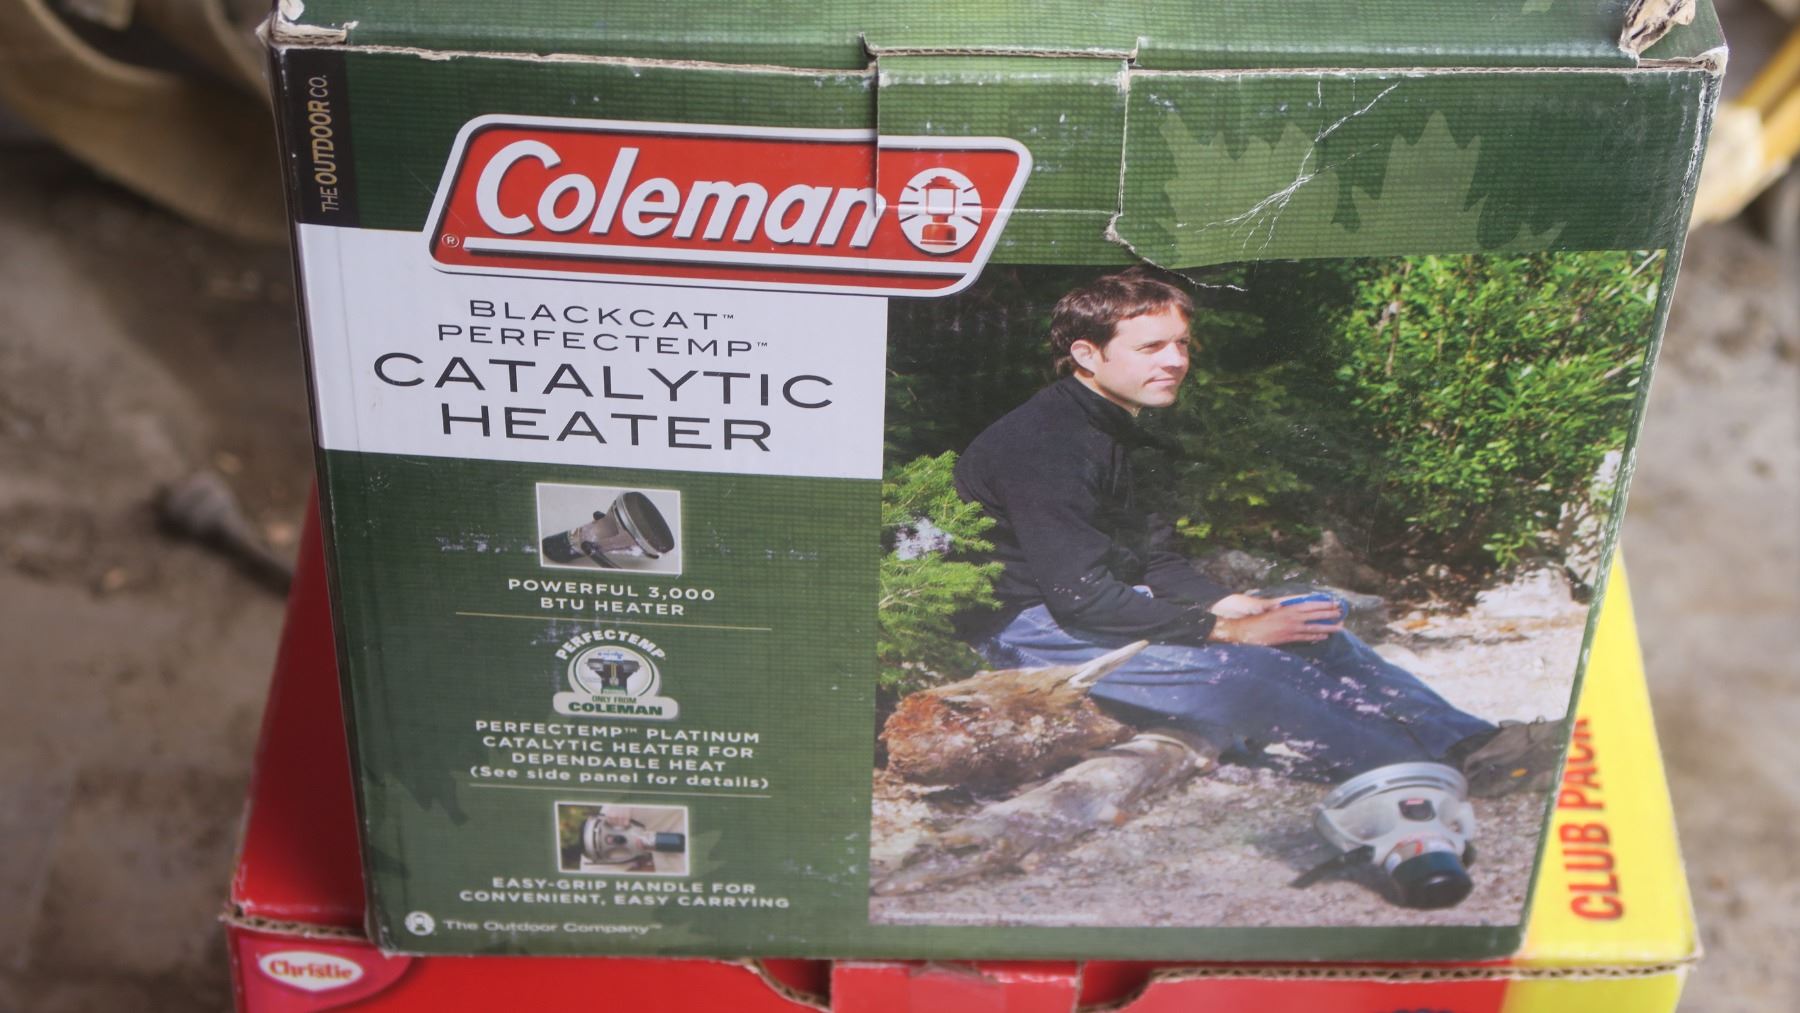 THE OUTDOOR CO.
Coleman
®
BLACKCAT™
PERFECTEMP™
CATALYTIC
HEATER
POWERFUL 3,000
BTU HEATER
PERFECTEMP
ONLY FROM
COLEMAN
PERFECTEMP™ PLATINUM
CATALYTIC HEATER FOR
DEPENDABLE HEAT
(See side panel for details)
EASY-GRIP HANDLE FOR
CONVENIENT, EASY CARRYING
The Outdoor Company™
CLUB PACK
Christie